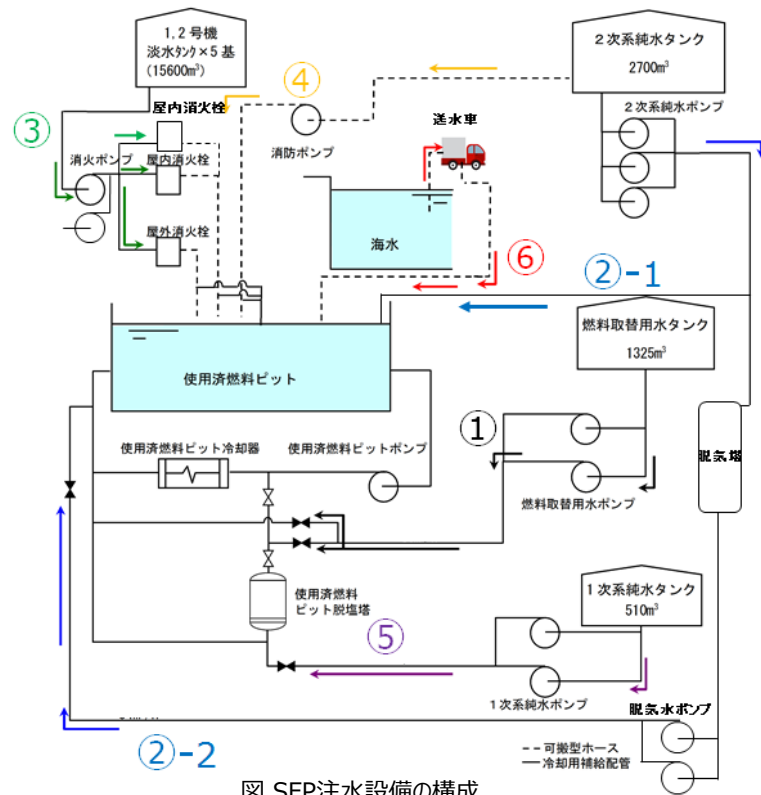 1,2号機
淡水タンク×5基
(15600m³)
2次系純水タンク
2700m³
④
屋内消火栓
送水車
③
2次系純水ポンプ
消火ポンプ
屋内消火栓
消防ポンプ
屋外消火栓
海水
⑥
②-1
燃料取替用水タンク
1325m³
使用済燃料ピット
①
使用済燃料ピット冷却器
使用済燃料ピットポンプ
脱気塔
燃料取替用水ポンプ
使用済燃料
ピット脱塩塔
1次系純水タンク
510m³
⑤
1次系純水ポンプ
脱気水ポンプ
②-2
--可搬型ホース
―冷却用補給配管
図 SFP注水設備の構成